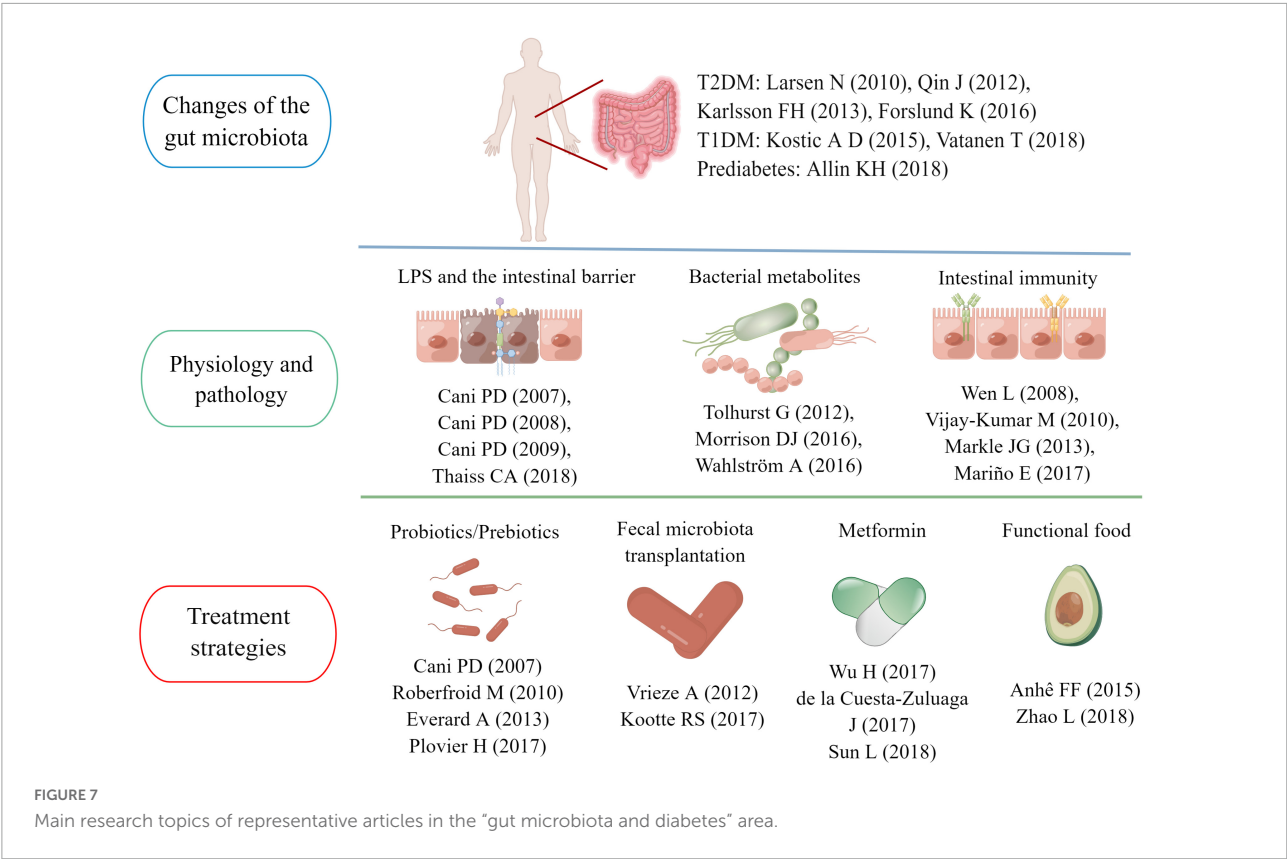 Changes of the
gut microbiota
T2DM: Larsen N (2010), Qin J (2012),
Karlsson FH (2013), Forslund K (2016)
T1DM: Kostic A D (2015), Vatanen T (2018)
Prediabetes: Allin KH (2018)
Physiology and
pathology
LPS and the intestinal barrier
Cani PD (2007),
Cani PD (2008),
Cani PD (2009),
Thaiss CA (2018)
Bacterial metabolites
Tolhurst G (2012),
Morrison DJ (2016),
Wahlström A (2016)
Intestinal immunity
Wen L (2008),
Vijay-Kumar M (2010),
Markle JG (2013),
Mariño E (2017)
Treatment
strategies
Probiotics/Prebiotics
Cani PD (2007)
Roberfroid M (2010)
Everard A (2013)
Plovier H (2017)
Fecal microbiota
transplantation
Vrieze A (2012)
Kootte RS (2017)
Metformin
Wu H (2017)
de la Cuesta-Zuluaga
J (2017)
Sun L (2018)
Functional food
Anhê FF (2015)
Zhao L (2018)
FIGURE 7
Main research topics of representative articles in the “gut microbiota and diabetes” area.